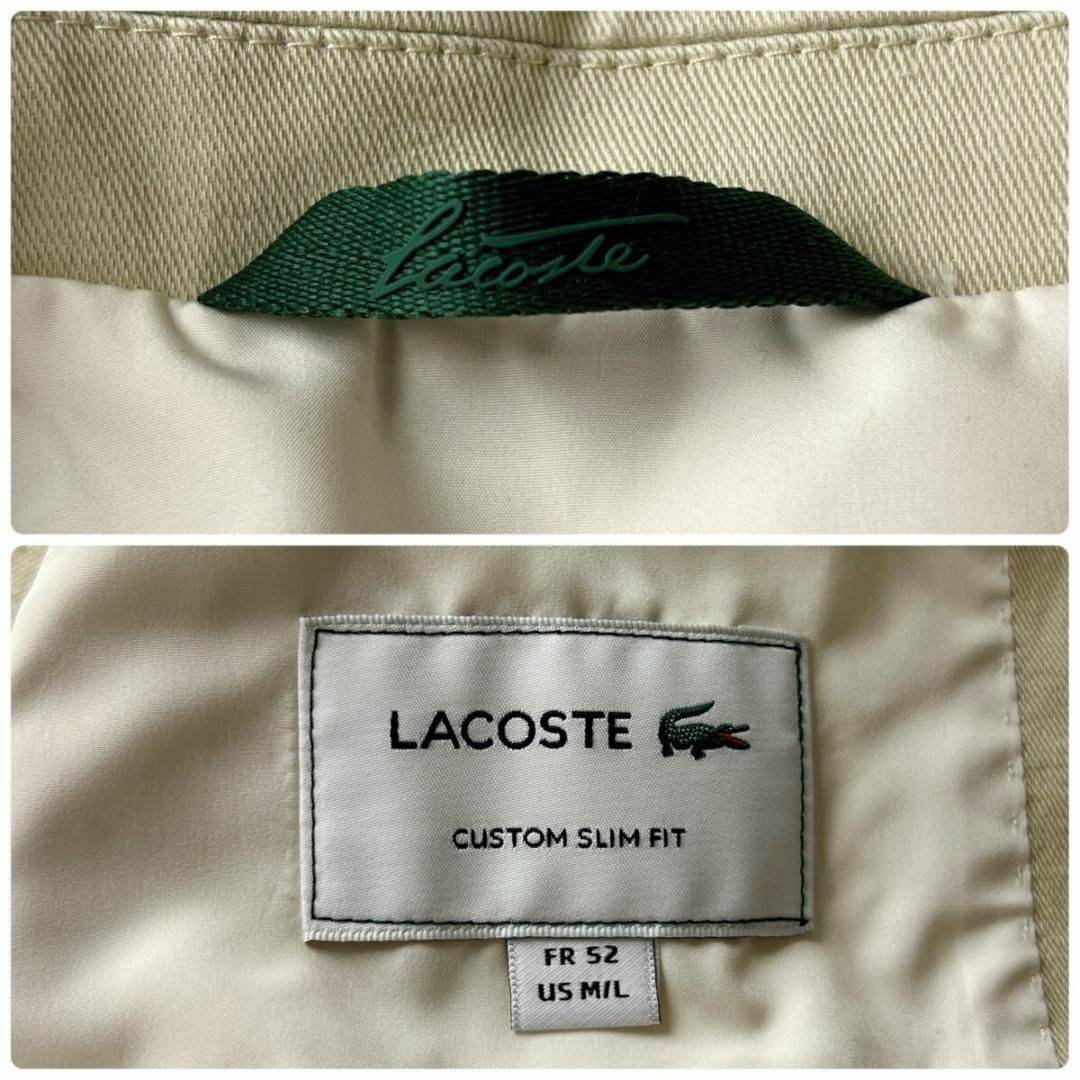 Lacoste
LACOSTE
CUSTOM SLIM FIT
FR 52
US M/L